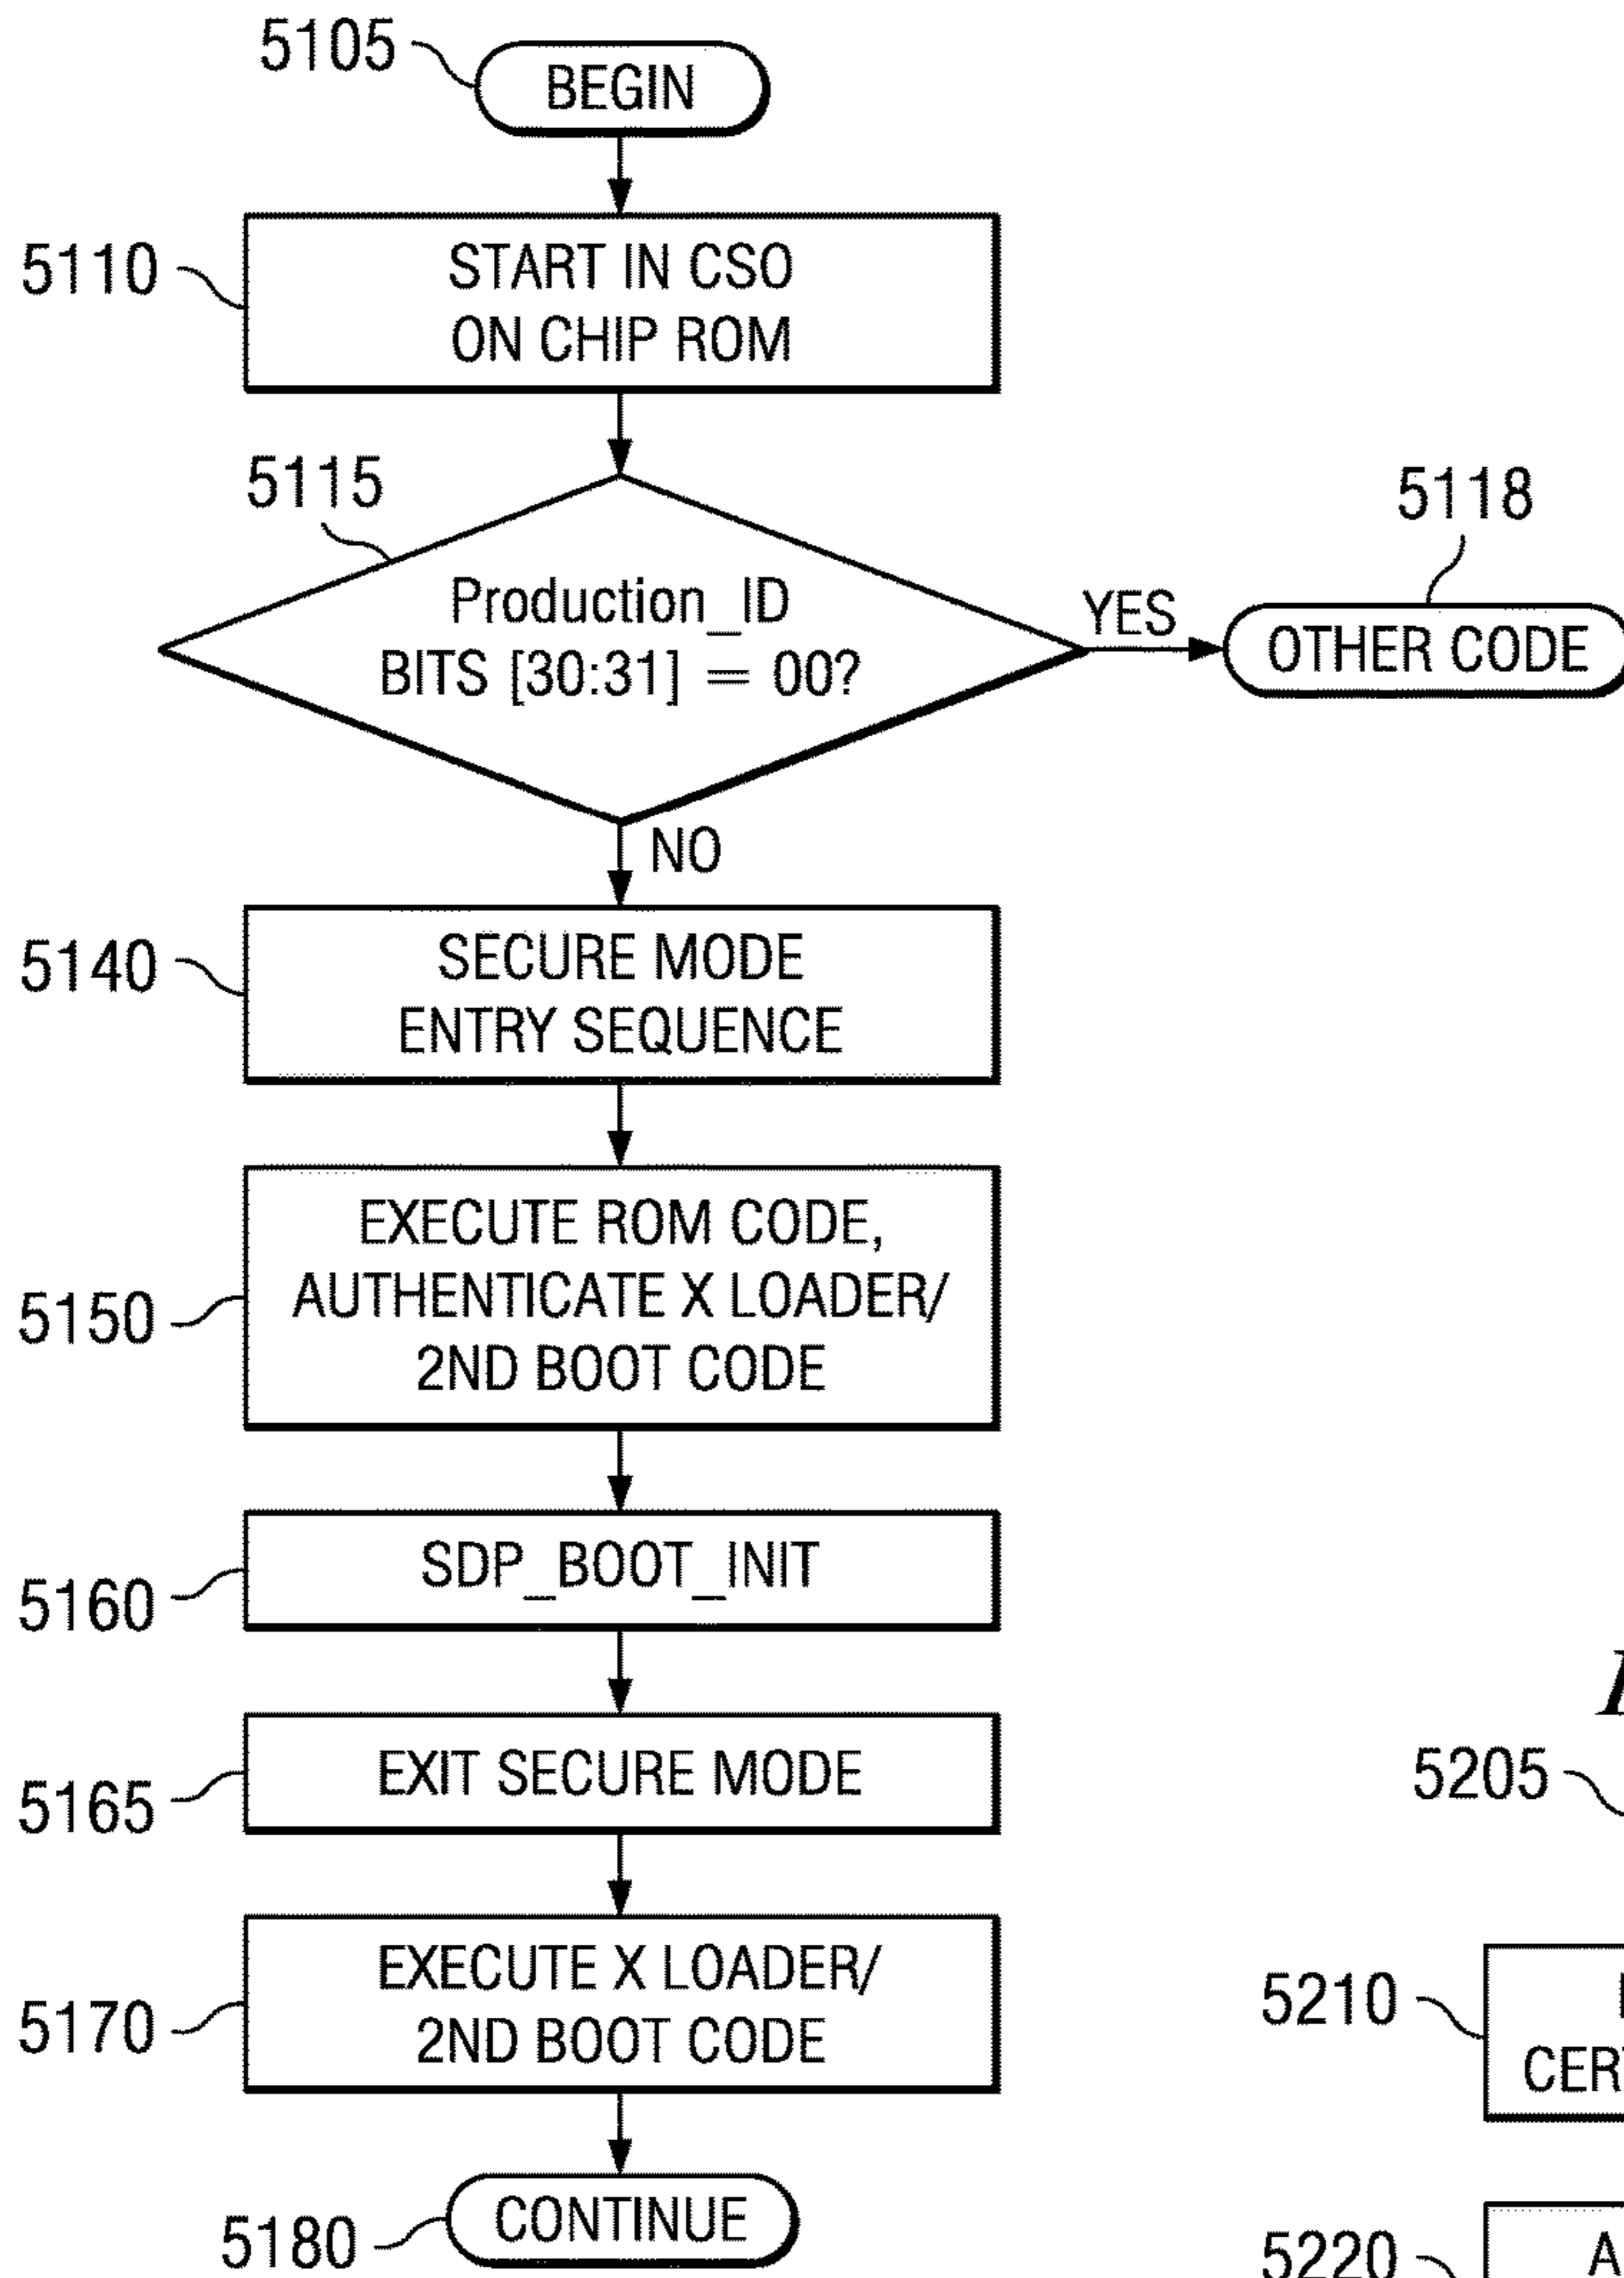 5105
BEGIN
5110
START IN CSO
ON CHIP ROM
5115
Production_ID
BITS [30:31] = 00?
YES
5118
OTHER CODE
NO
5140
SECURE MODE
ENTRY SEQUENCE
5150
EXECUTE ROM CODE,
AUTHENTICATE X LOADER/
2ND BOOT CODE
5160
SDP_BOOT_INIT
5165
EXIT SECURE MODE
5170
EXECUTE X LOADER/
2ND BOOT CODE
5180
CONTINUE
5205
5210
5220